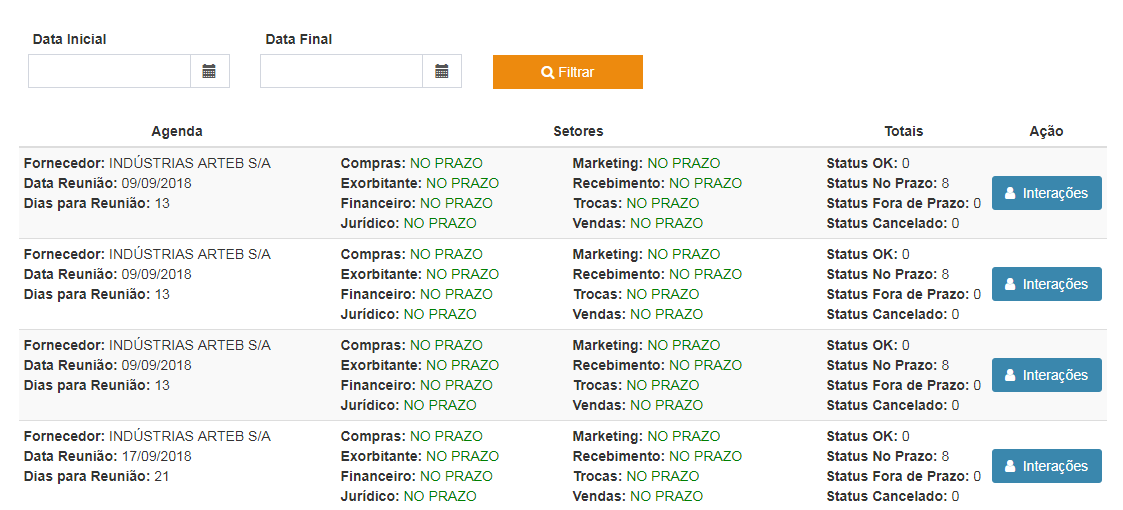 Data Inicial
Data Final
Filtrar
Agenda Setores Totais Ação
Fornecedor: INDÚSTRIAS ARTEB S/A Compras: NO PRAZO Marketing: NO PRAZO Status OK: 0
Data Reunião: 09/09/2018 Exorbitante: NO PRAZO Recebimento: NO PRAZO Status No Prazo: 8
Interações
Dias para Reunião: 13 Financeiro: NO PRAZO Trocas: NO PRAZO Status Fora de Prazo: 0
Jurídico: NO PRAZO Vendas: NO PRAZO Status Cancelado: 0
Fornecedor: INDÚSTRIAS ARTEB S/A Compras: NO PRAZO Marketing: NO PRAZO Status OK: 0
Data Reunião: 09/09/2018 Exorbitante: NO PRAZO Recebimento: NO PRAZO Status No Prazo: 8
Interações
Dias para Reunião: 13 Financeiro: NO PRAZO Trocas: NO PRAZO Status Fora de Prazo: 0
Jurídico: NO PRAZO Vendas: NO PRAZO Status Cancelado: 0
Fornecedor: INDÚSTRIAS ARTEB S/A Compras: NO PRAZO Marketing: NO PRAZO Status OK: 0
Data Reunião: 09/09/2018 Exorbitante: NO PRAZO Recebimento: NO PRAZO Status No Prazo: 8
Interações
Dias para Reunião: 13 Financeiro: NO PRAZO Trocas: NO PRAZO Status Fora de Prazo: 0
Jurídico: NO PRAZO Vendas: NO PRAZO Status Cancelado: 0
Fornecedor: INDÚSTRIAS ARTEB S/A Compras: NO PRAZO Marketing: NO PRAZO Status OK: 0
Data Reunião: 17/09/2018 Exorbitante: NO PRAZO Recebimento: NO PRAZO Status No Prazo: 8
Interações
Dias para Reunião: 21 Financeiro: NO PRAZO Trocas: NO PRAZO Status Fora de Prazo: 0
Jurídico: NO PRAZO Vendas: NO PRAZO Status Cancelado: 0